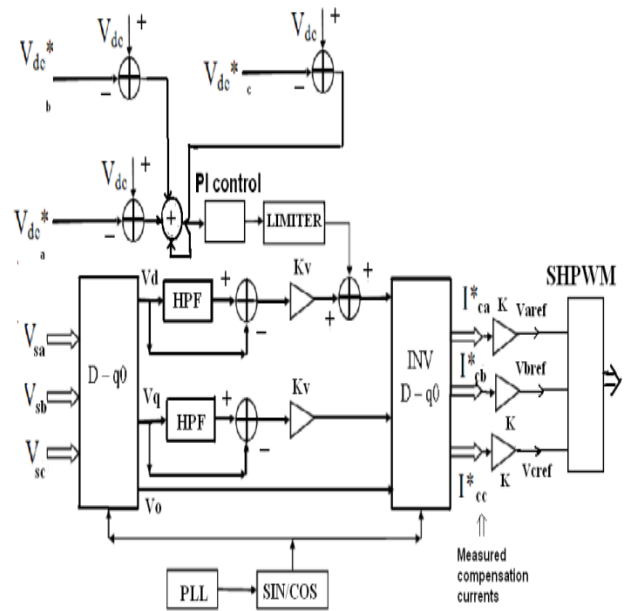 Vdc +
Vdc* b −
Vdc +
Vdc* c −
Vdc +
Vdc* a −
+
PI control
LIMITER
Vd
HPF
+
−
Kv
+
+
SHPWM
Vsa
Vsb
Vsc
D-q0
INV
D-q0
I*ca
K
Varef
I*cb
K
Vbref
I*cc
K
Vcref
Vq
HPF
+
−
Kv
Vo
PLL
SIN/COS
Measured
compensation
currents